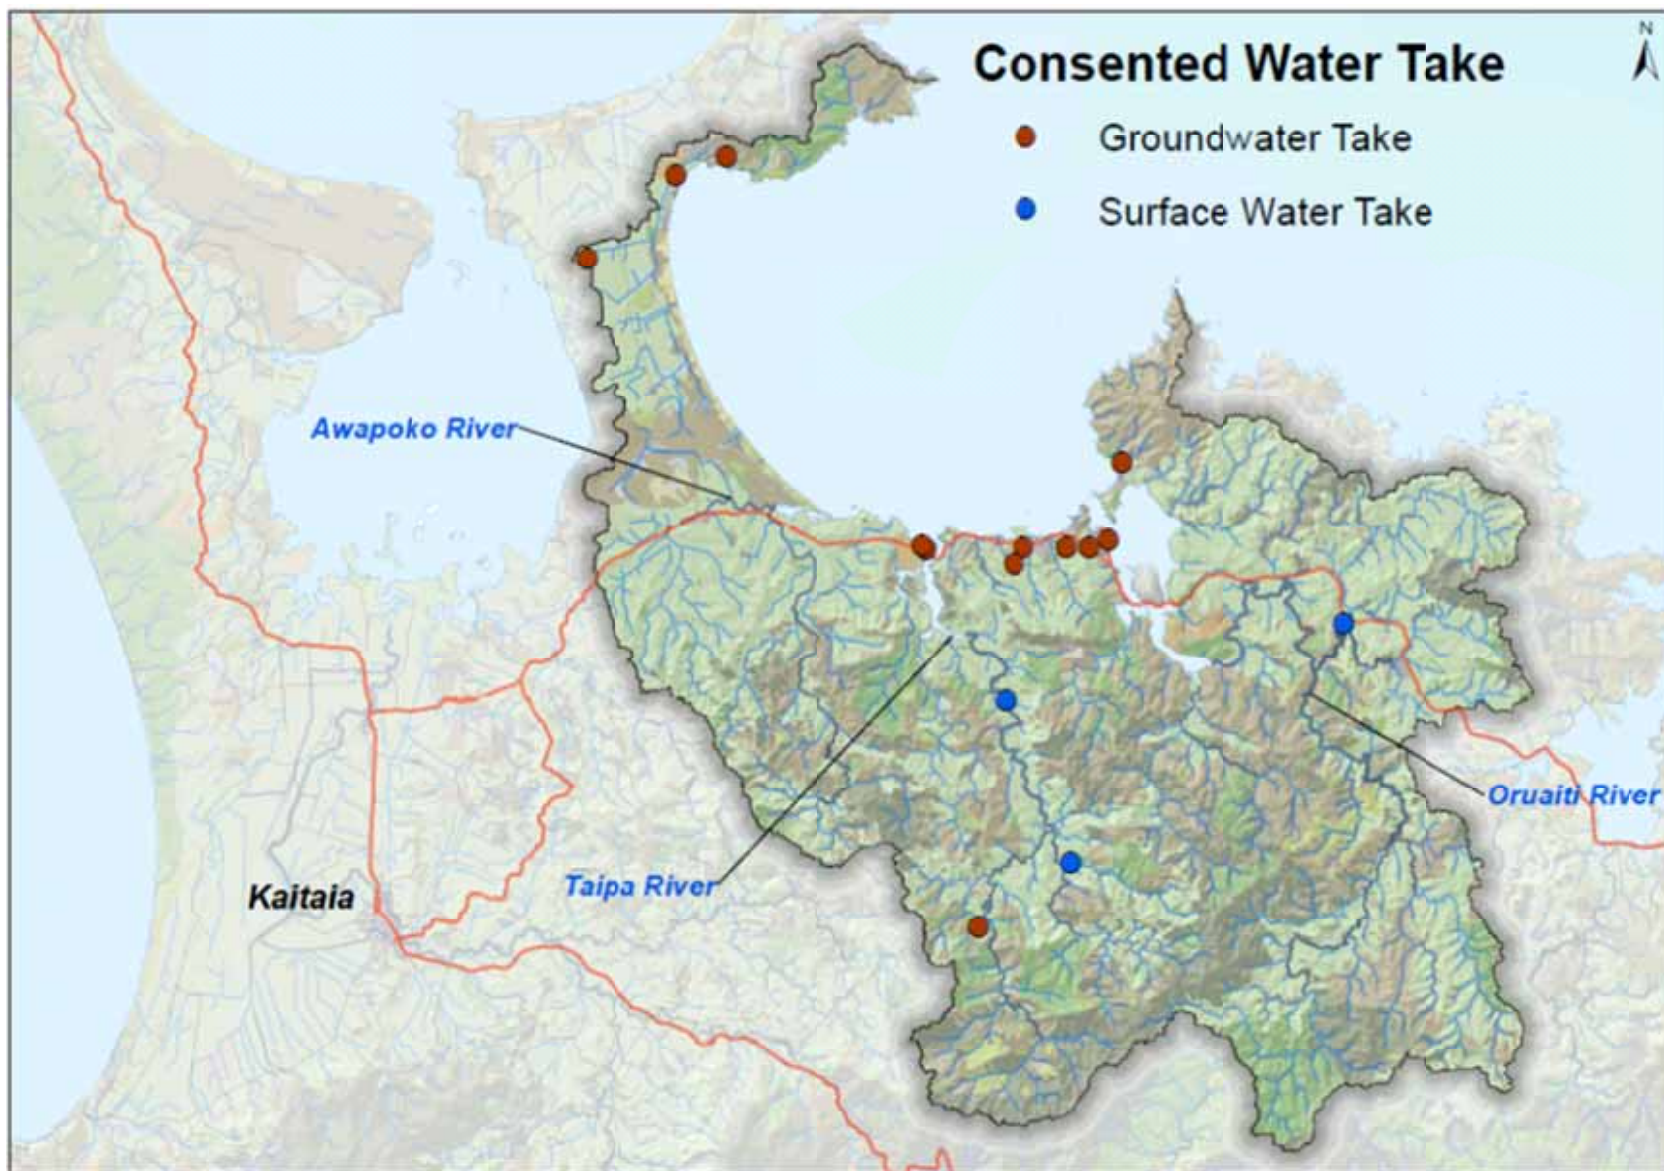 N
Consented Water Take
Groundwater Take
Surface Water Take
Awapoko River
Oruaiti River
Taipa River
Kaitaia